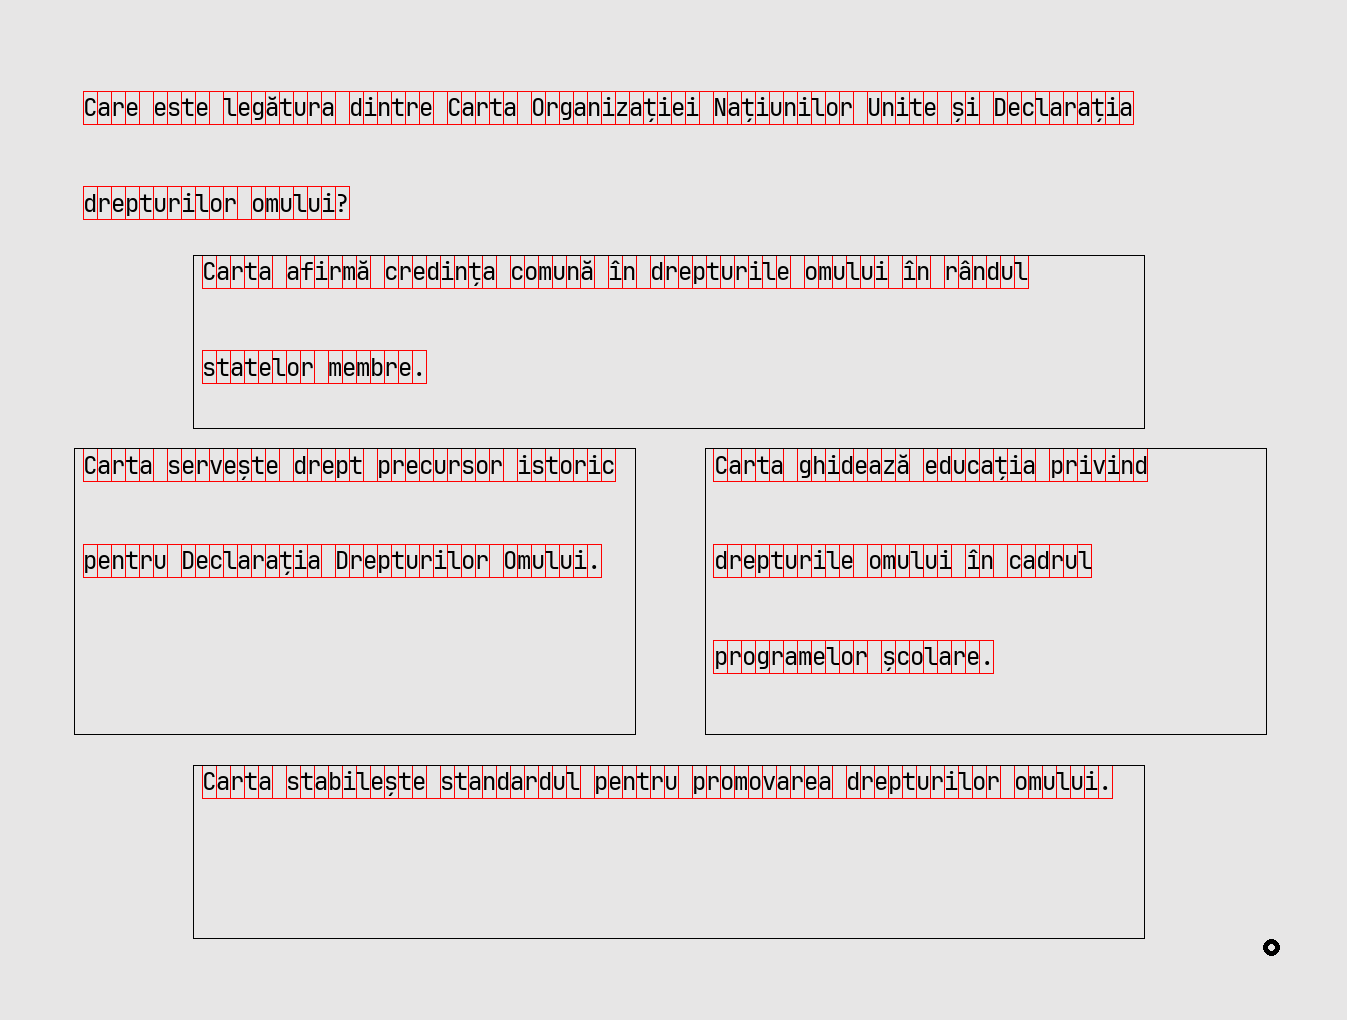 Care este legătura dintre Carta Organizației Națiunilor Unite și Declarația
drepturilor omului?
Carta afirmă credința comună în drepturile omului în rândul
statelor membre.
Carta servește drept precursor istoric
pentru Declarația Drepturilor Omului.
Carta ghidează educația privind
drepturile omului în cadrul
programelor școlare.
Carta stabilește standardul pentru promovarea drepturilor omului.